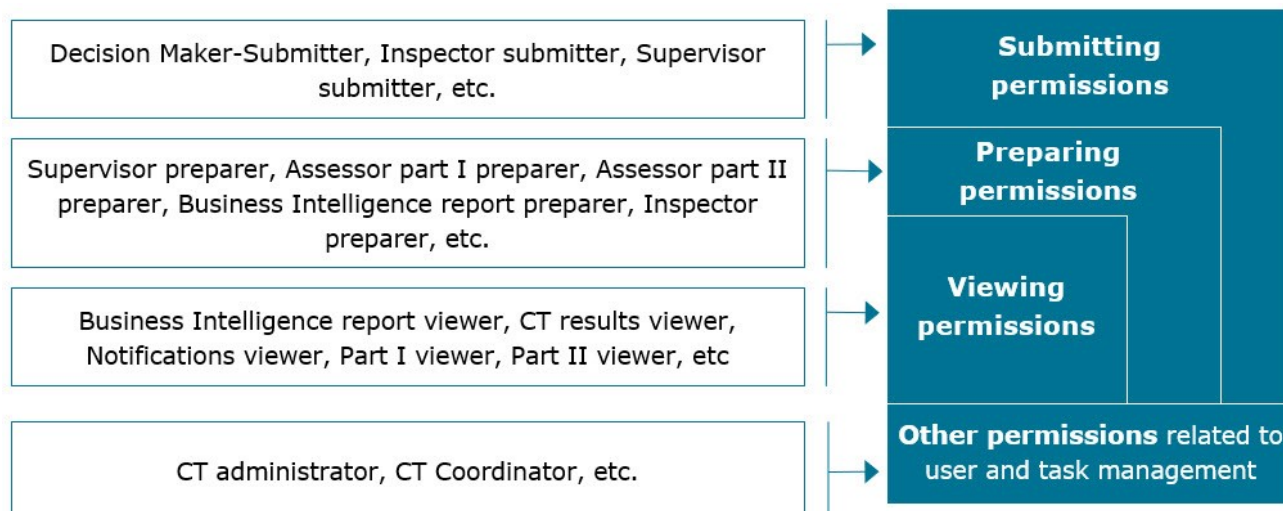 Decision Maker-Submitter, Inspector submitter, Supervisor
submitter, etc.
Submitting
permissions
Supervisor preparer, Assessor part I preparer, Assessor part II
preparer, Business Intelligence report preparer, Inspector
preparer, etc.
Preparing
permissions
Business Intelligence report viewer, CT results viewer,
Notifications viewer, Part I viewer, Part II viewer, etc
Viewing
permissions
CT administrator, CT Coordinator, etc.
Other permissions related to
user and task management